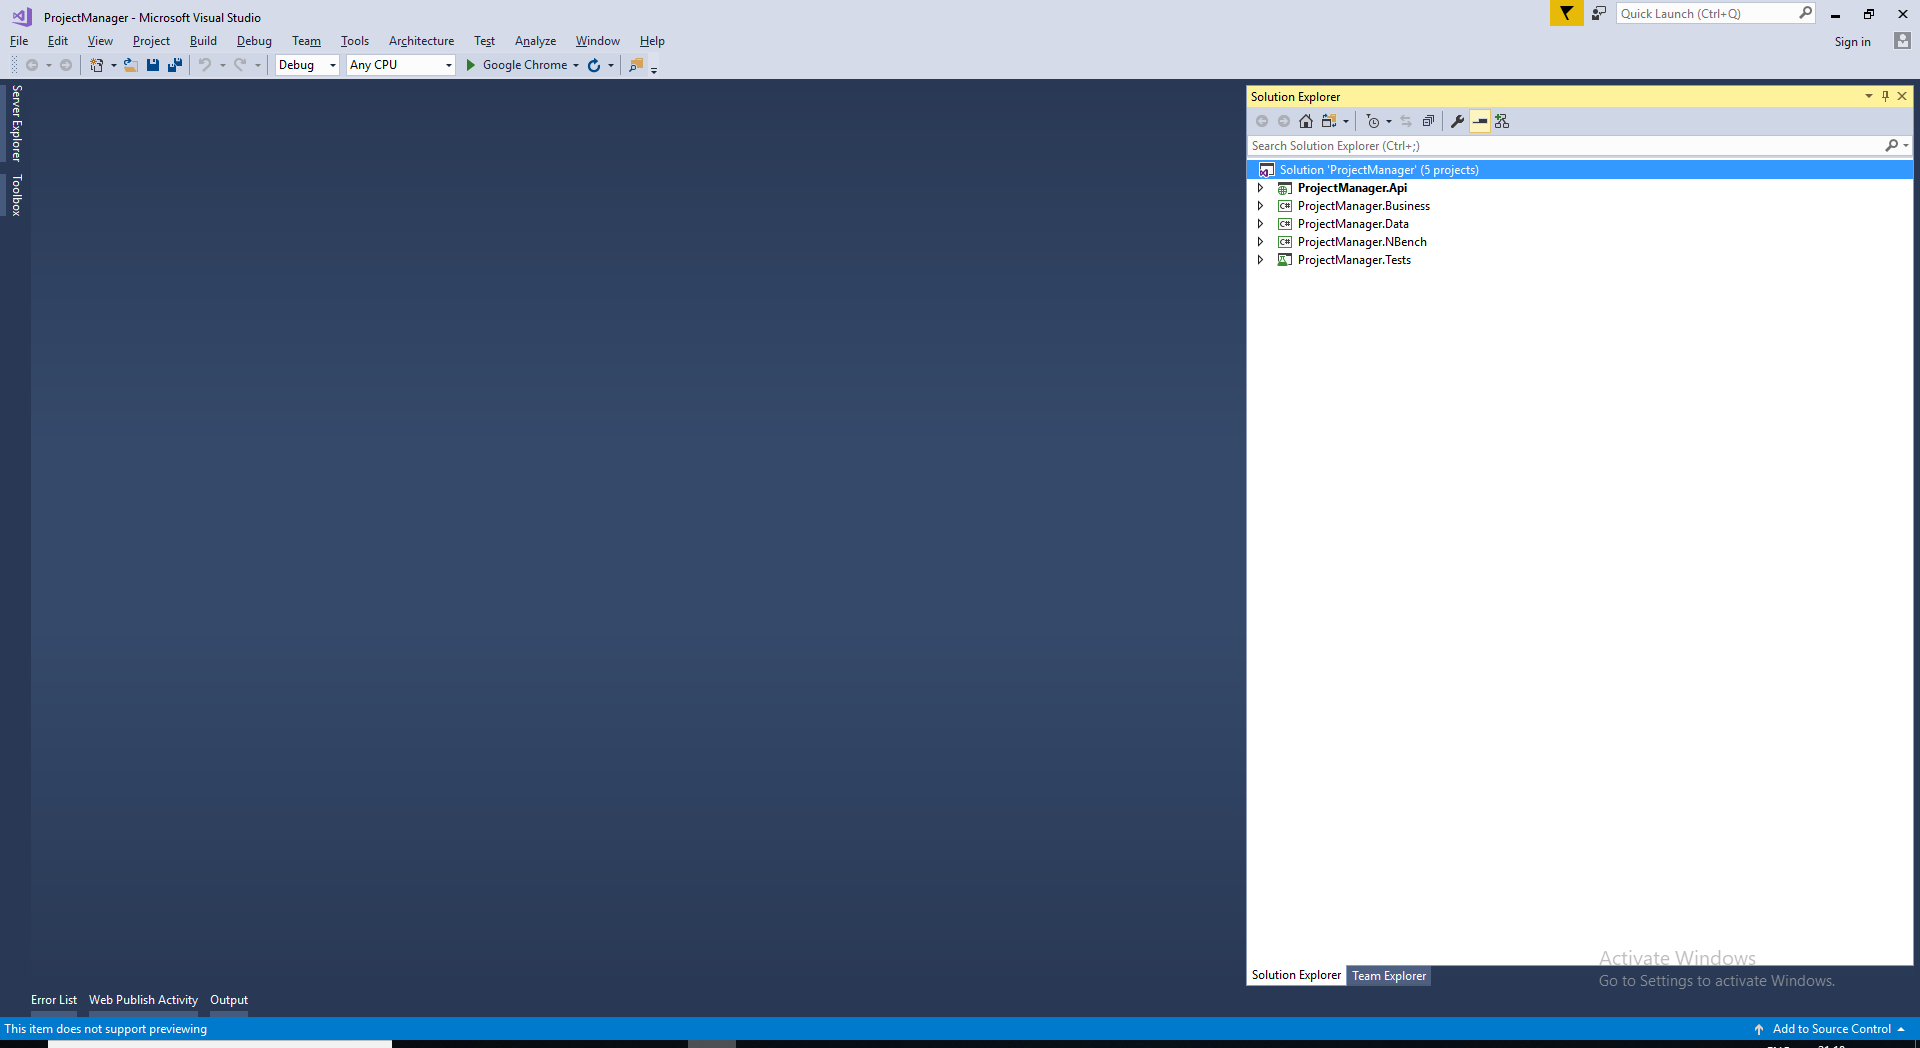 ProjectManager - Microsoft Visual Studio
Quick Launch (Ctrl+Q)
File Edit View Project Build Debug Team Tools Architecture Test Analyze Window Help
Sign in
Debug Any CPU Google Chrome
Server Explorer
Toolbox
Solution Explorer
Search Solution Explorer (Ctrl+;)
Solution 'ProjectManager' (5 projects)
ProjectManager.Api
C# ProjectManager.Business
C# ProjectManager.Data
C# ProjectManager.NBench
ProjectManager.Tests
Activate Windows
Go to Settings to activate Windows.
Solution Explorer Team Explorer
Error List Web Publish Activity Output
This item does not support previewing
Add to Source Control